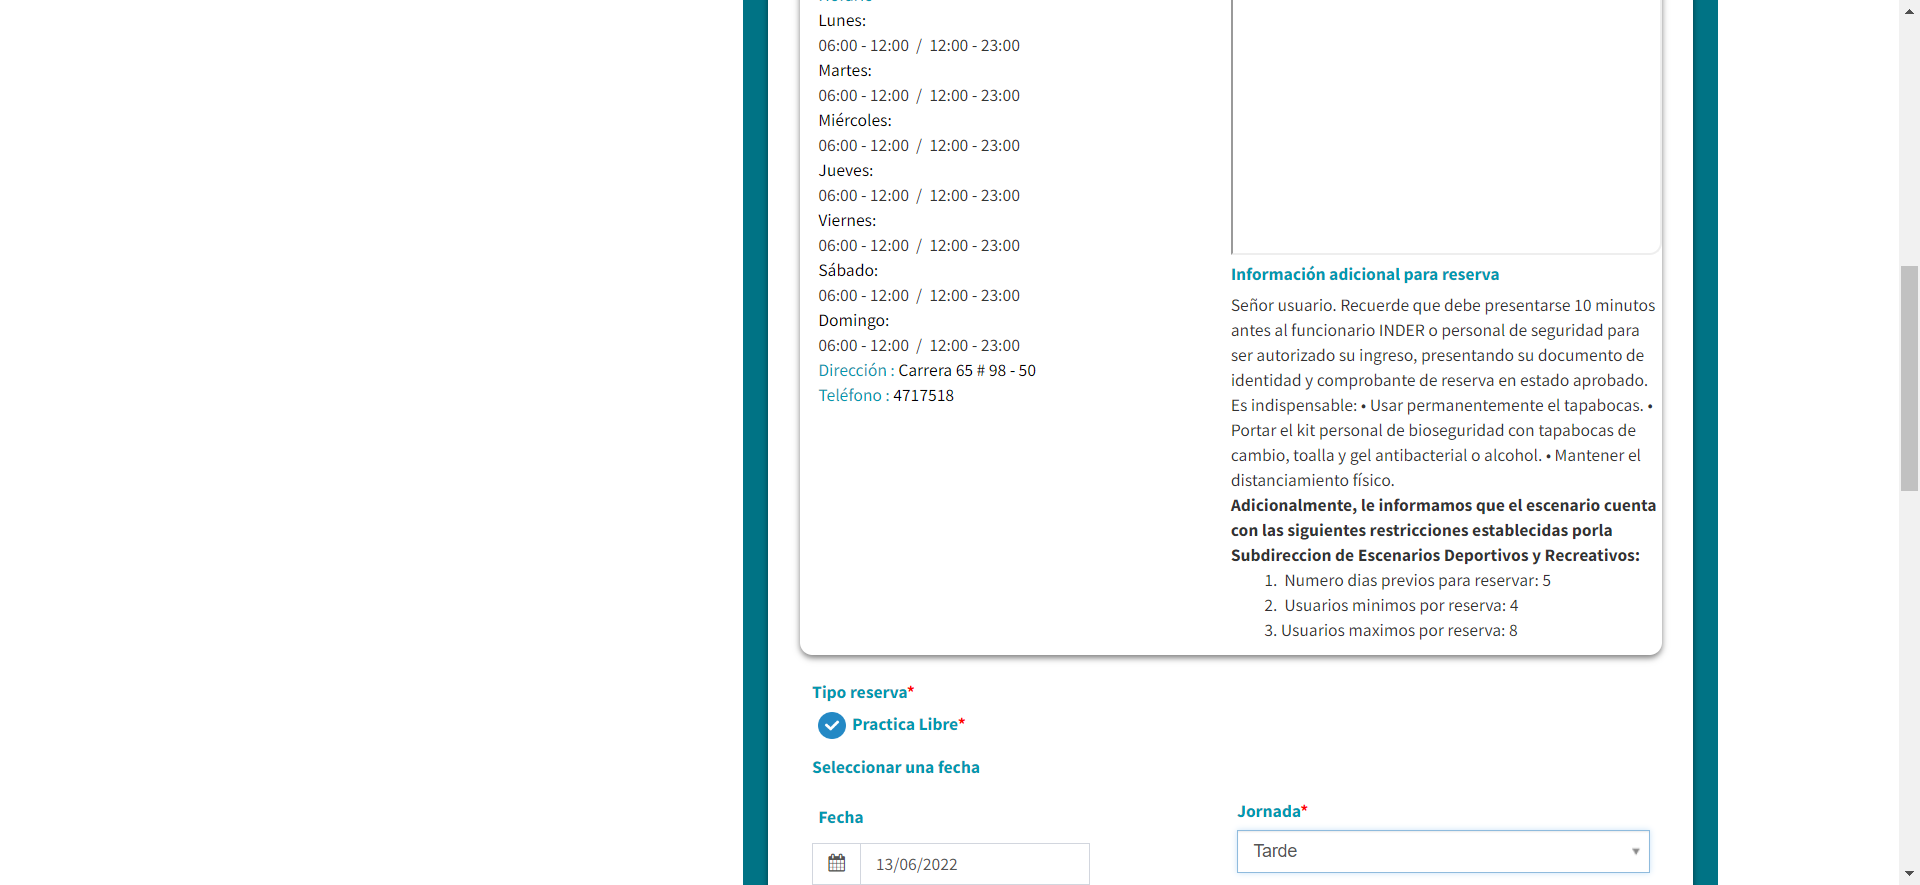 Lunes:
06:00 - 12:00 / 12:00 - 23:00
Martes:
06:00 - 12:00 / 12:00 - 23:00
Miércoles:
06:00 - 12:00 / 12:00 - 23:00
Jueves:
06:00 - 12:00 / 12:00 - 23:00
Viernes:
06:00 - 12:00 / 12:00 - 23:00
Sábado:
06:00 - 12:00 / 12:00 - 23:00
Domingo:
06:00 - 12:00 / 12:00 - 23:00
Dirección : Carrera 65 # 98 - 50
Teléfono : 4717518
Información adicional para reserva
Señor usuario. Recuerde que debe presentarse 10 minutos
antes al funcionario INDER o personal de seguridad para
ser autorizado su ingreso, presentando su documento de
identidad y comprobante de reserva en estado aprobado.
Es indispensable: • Usar permanentemente el tapabocas. •
Portar el kit personal de bioseguridad con tapabocas de
cambio, toalla y gel antibacterial o alcohol. • Mantener el
distanciamiento físico.
Adicionalmente, le informamos que el escenario cuenta
con las siguientes restricciones establecidas porla
Subdireccion de Escenarios Deportivos y Recreativos:
1. Numero dias previos para reservar: 5
2. Usuarios minimos por reserva: 4
3. Usuarios maximos por reserva: 8
Tipo reserva*
Practica Libre*
Seleccionar una fecha
Fecha
13/06/2022
Jornada*
Tarde